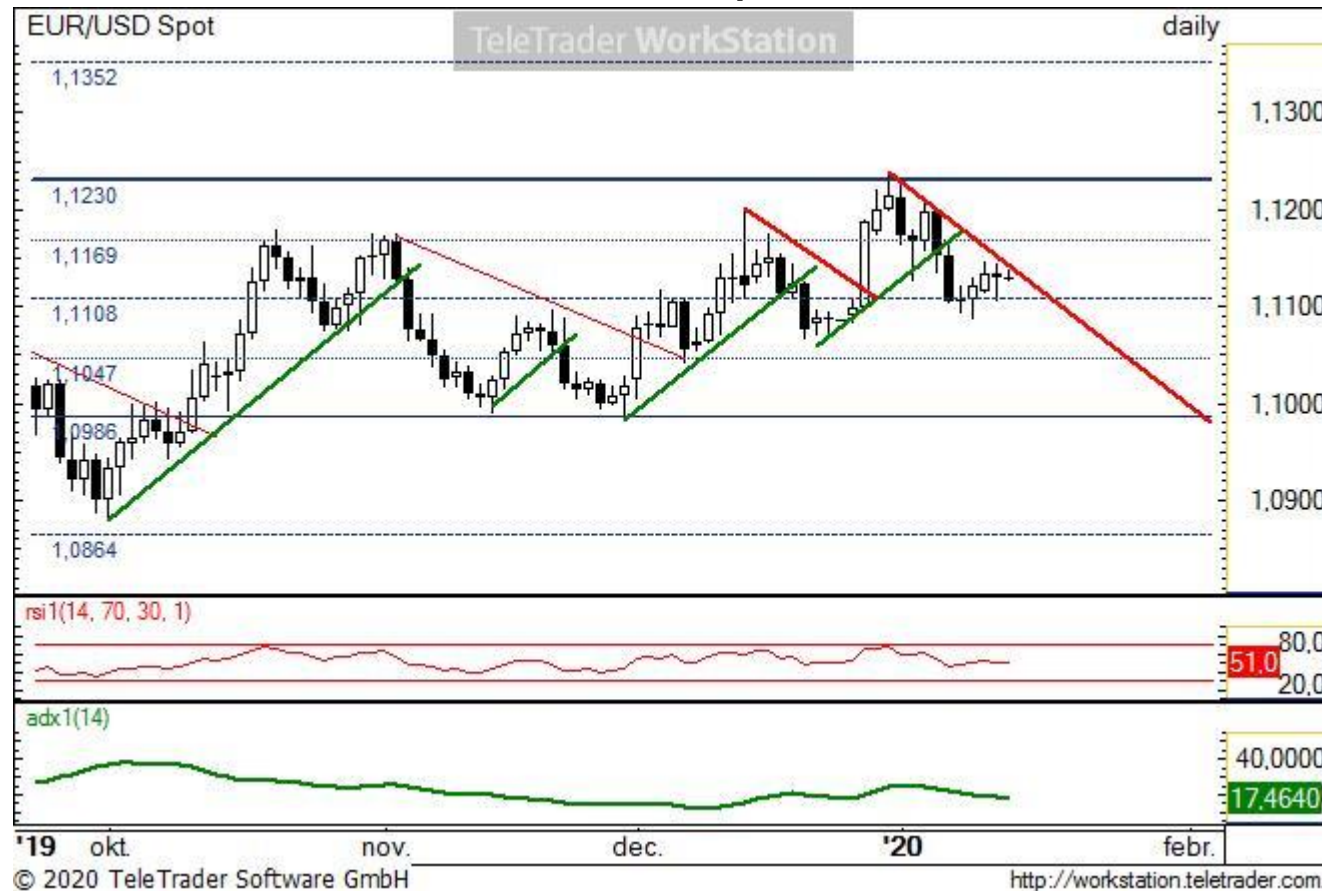 EUR/USD Spot
TeleTrader WorkStation
daily
1,1352
1,1300
1,1230
1,1200
1,1169
1,1108
1,1100
1,1047
1,1000
1,0986
1,0900
1,0864
rsi1(14, 70, 30, 1)
80,0
51,0
20,0
adx1(14)
40,0000
17,4640
'19 okt. nov. dec. '20 febr.
© 2020 TeleTrader Software GmbH
http://workstation.teletrader.com